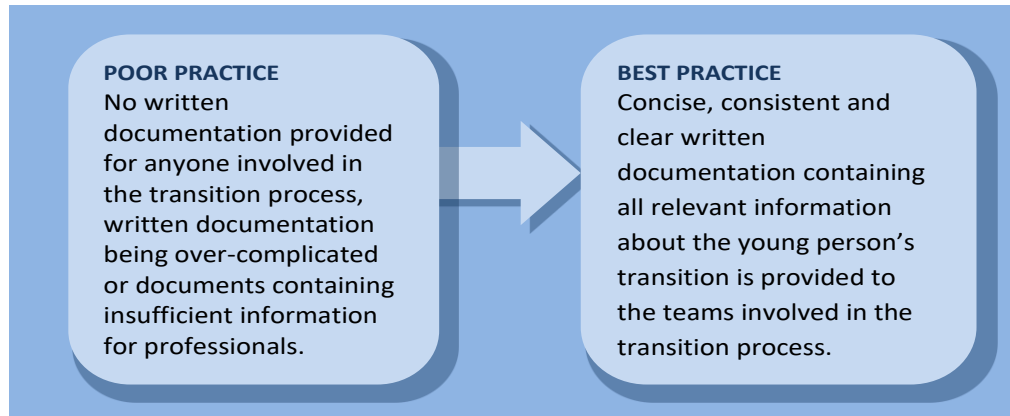 POOR PRACTICE
No written
documentation provided
for anyone involved in
the transition process,
written documentation
being over-complicated
or documents containing
insufficient information
for professionals.
BEST PRACTICE
Concise, consistent and
clear written
documentation containing
all relevant information
about the young person’s
transition is provided to
the teams involved in the
transition process.